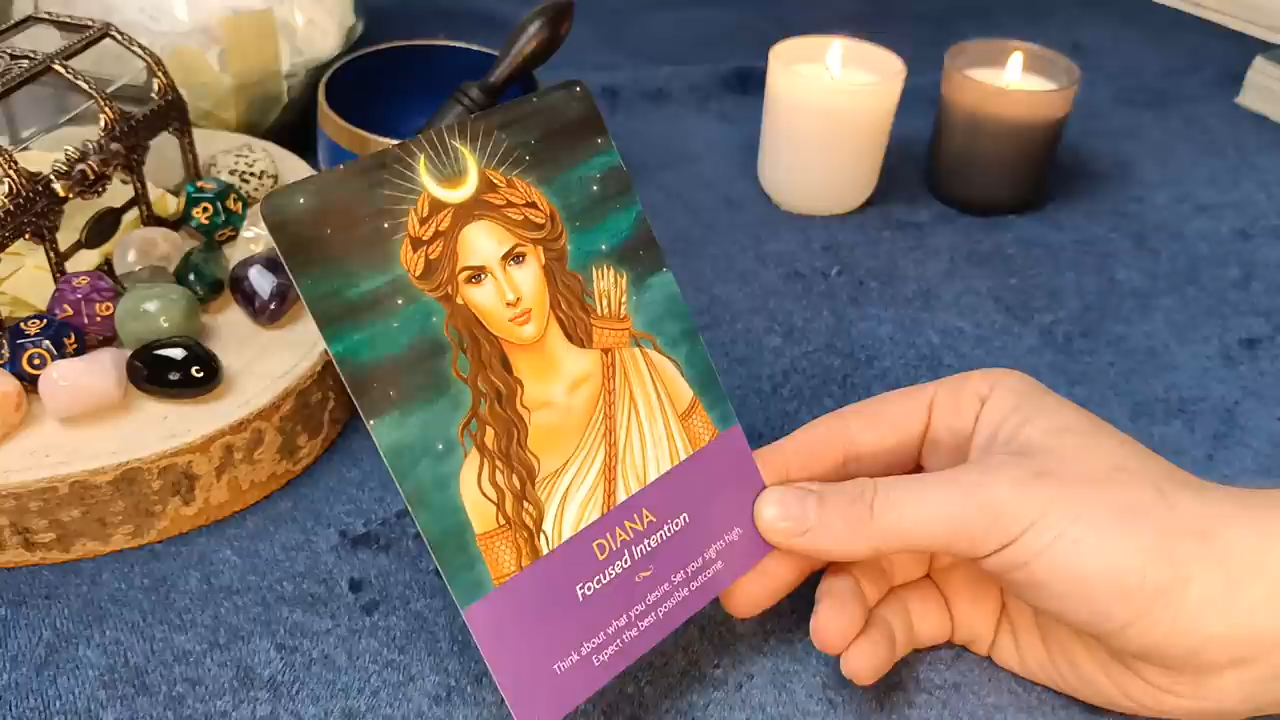 DIANA
Focused Intention
Think about what you desire. Set your sights high.
Expect the best possible outcome.
C